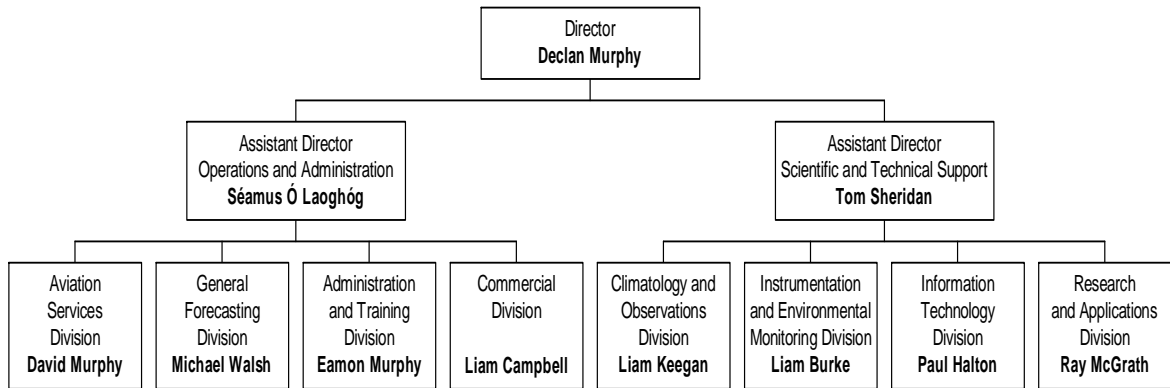 Director
Declan Murphy
Assistant Director
Operations and Administration
Séamus Ó Laoghóg
Assistant Director
Scientific and Technical Support
Tom Sheridan
Aviation
Services
Division
David Murphy
General
Forecasting
Division
Michael Walsh
Administration
and Training
Division
Eamon Murphy
Commercial
Division
Liam Campbell
Climatology and
Observations
Division
Liam Keegan
Instrumentation
and Environmental
Monitoring Division
Liam Burke
Information
Technology
Division
Paul Halton
Research
and Applications
Division
Ray McGrath